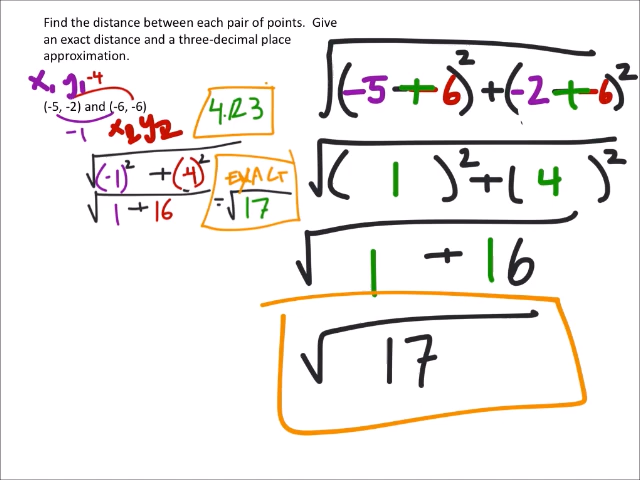 Find the distance between each pair of points. Give
an exact distance and a three-decimal place
approximation.
x, y, -4
(-5, -2) and (-6, -6)
-1 x2 y2
4.123
√(-1)² + (-4)²
√1 + 16 = √17
EXACT
√(-5 + 6)² + (-2 + 6)²
√( 1 )² + ( 4 )²
√1 + 16
√17